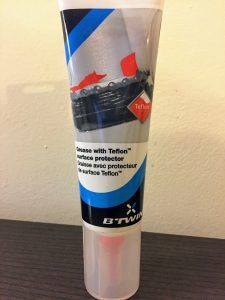 Teflon
Grease with Teflon™
surface protector
Graisse avec protecteur
de surface Teflon™
B'TWIN